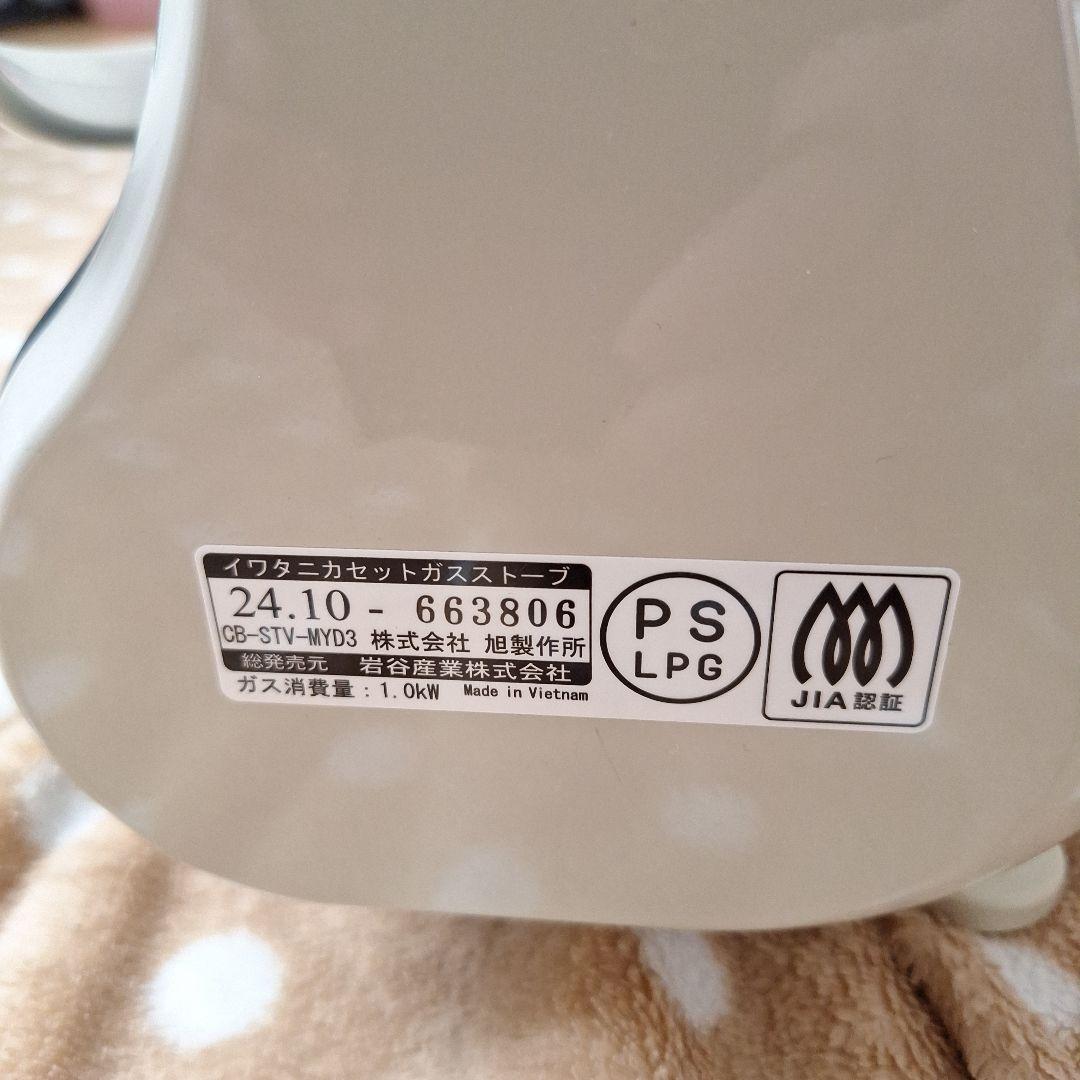 イワタニカセットガスストーブ
24.10 - 663806
CB-STV-MYD3 株式会社 旭製作所
総発売元 岩谷産業株式会社
ガス消費量：1.0kW Made in Vietnam
PS
LPG
JIA認証